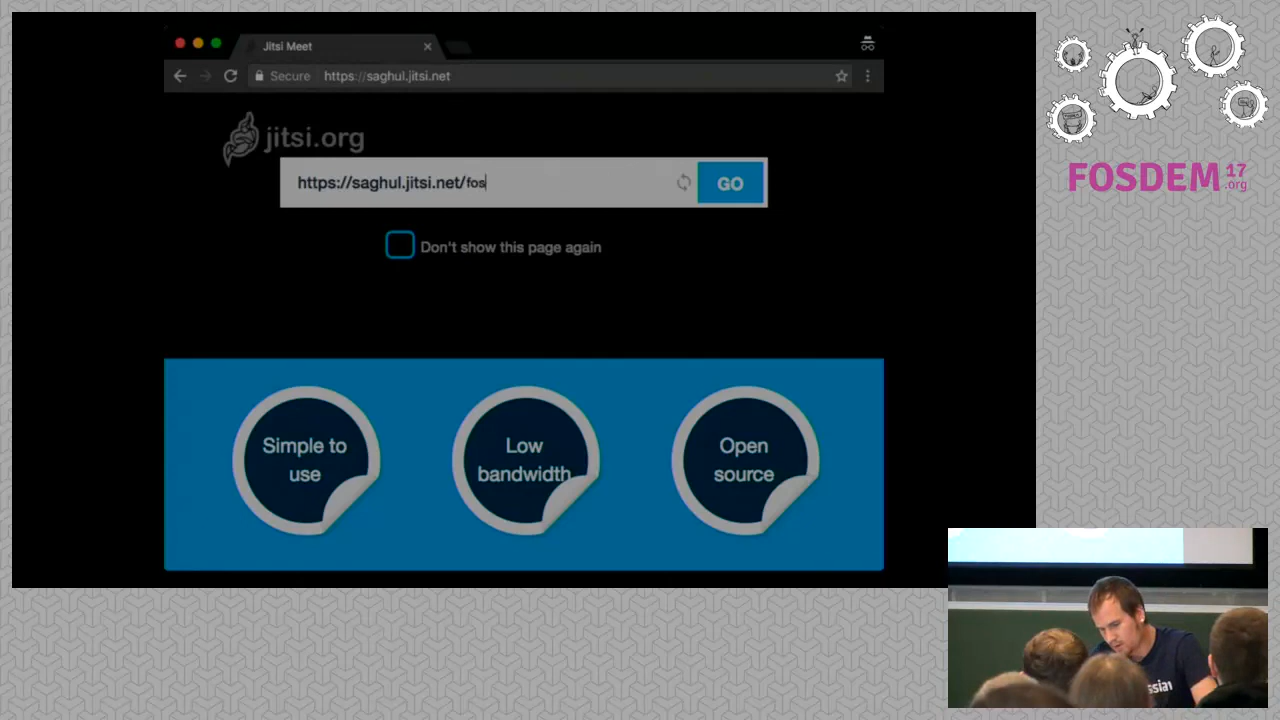 Jitsi Meet
Secure https://saghul.jitsi.net
jitsi.org
https://saghul.jitsi.net/fos
GO
Don't show this page again
Simple to
use
Low
bandwidth
Open
source
FOSDEM 17
.org